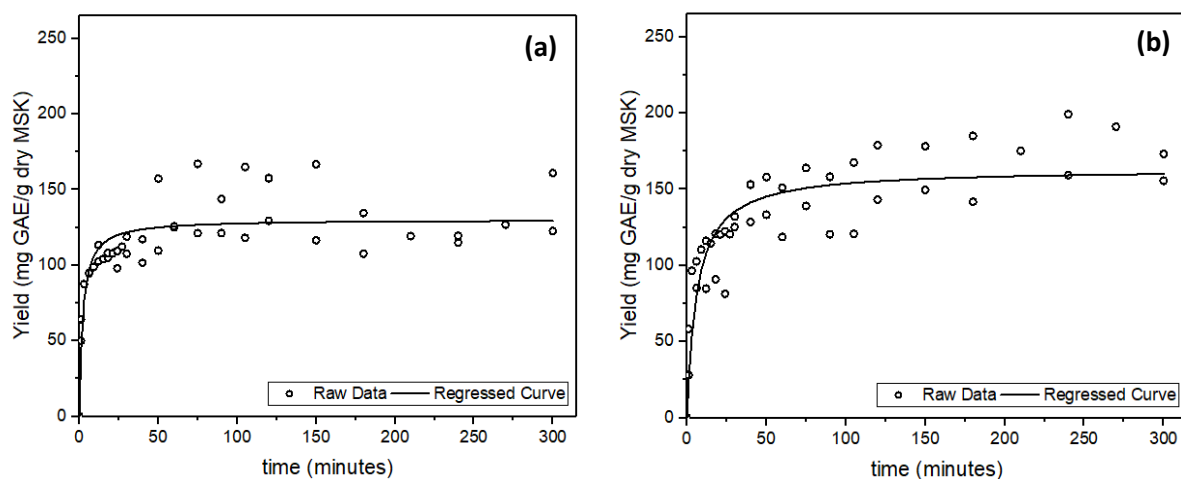 (a)
250
200
150
100
50
0
Yield (mg GAE/g dry MSK)
Raw Data Regressed Curve
0 50 100 150 200 250 300
time (minutes)
(b)
250
200
150
100
50
0
Yield (mg GAE/g dry MSK)
Raw Data Regressed Curve
0 50 100 150 200 250 300
time (minutes)